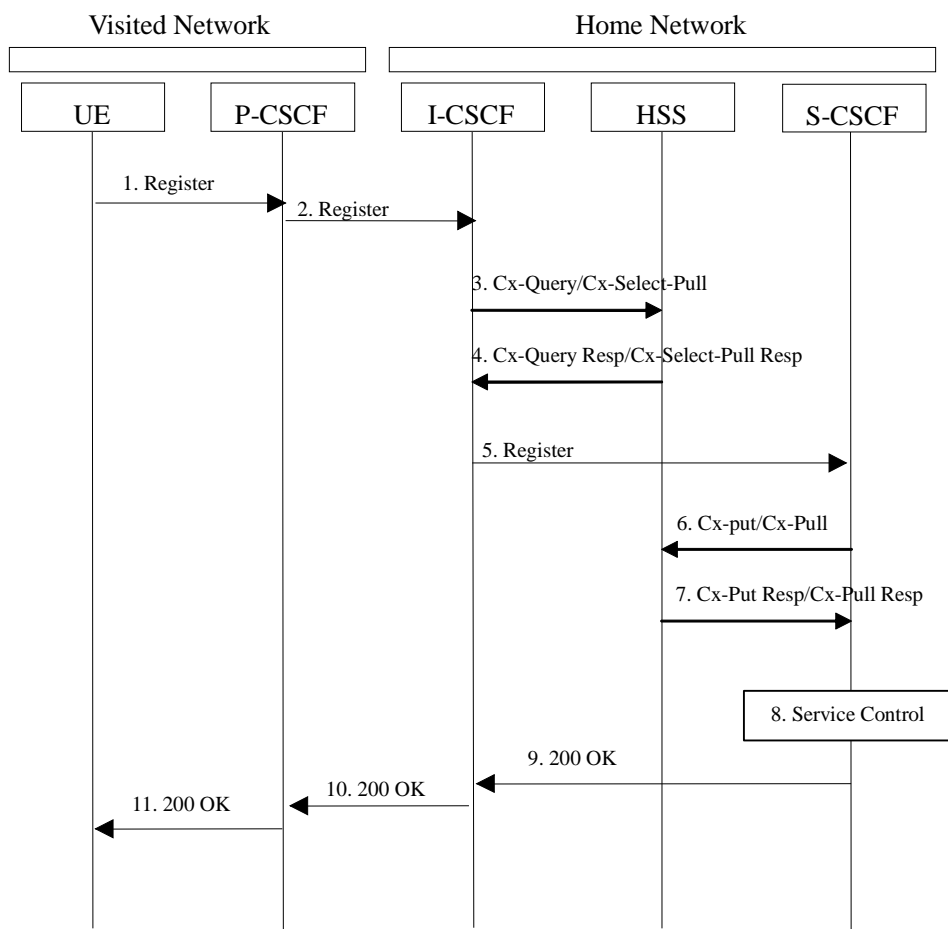 Visited Network
Home Network
UE
P-CSCF
I-CSCF
HSS
S-CSCF
1. Register
2. Register
3. Cx-Query/Cx-Select-Pull
4. Cx-Query Resp/Cx-Select-Pull Resp
5. Register
6. Cx-put/Cx-Pull
7. Cx-Put Resp/Cx-Pull Resp
8. Service Control
9. 200 OK
10. 200 OK
11. 200 OK